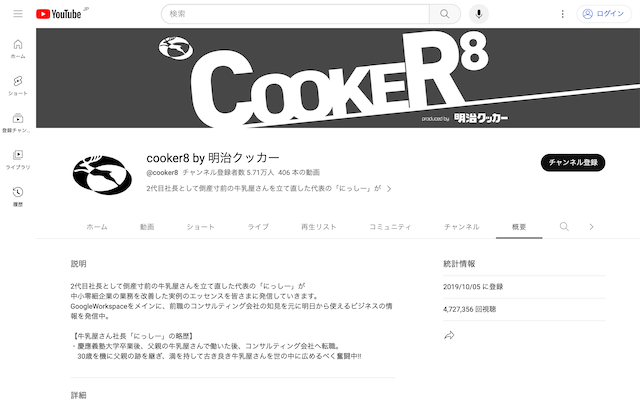 YouTube JP
検索
ログイン
ホーム
ショート
登録チャン...
ライブラリ
履歴
COOKER8
produced by 明治クッカー
cooker8 by 明治クッカー
@cooker8 チャンネル登録者数 5.71万人 406 本の動画
2代目社長として倒産寸前の牛乳屋さんを立て直した代表の「にっしー」が
チャンネル登録
ホーム 動画 ショート ライブ 再生リスト コミュニティ チャンネル 概要
説明
2代目社長として倒産寸前の牛乳屋さんを立て直した代表の「にっしー」が
中小零細企業の業務を改善した実例のエッセンスを皆さまに発信していきます。
GoogleWorkspaceをメインに、前職のコンサルティング会社の知見を元に明日から使えるビジネスの情
報を発信中。
【牛乳屋さん社長「にっしー」の略歴】
・慶應義塾大学卒業後、父親の牛乳屋さんで働いた後、コンサルティング会社へ転職。
30歳を機に父親の跡を継ぎ、満を持して古き良き牛乳屋さんを世の中に広めるべく奮闘中!!
詳細
統計情報
2019/10/05 に登録
4,727,356 回視聴